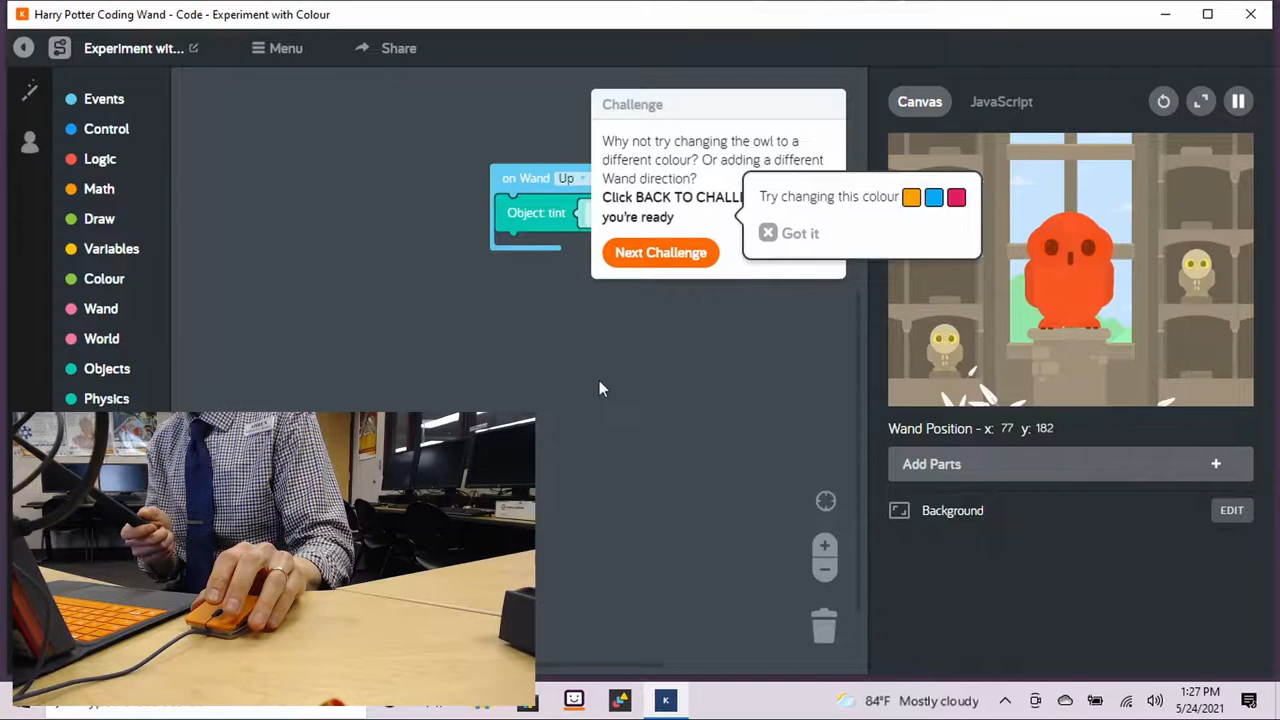 Harry Potter Coding Wand - Code - Experiment with Colour
Experiment wit...
Menu
Share
Events
Control
Logic
Math
Draw
Variables
Colour
Wand
World
Objects
Physics
on Wand Up
Object: tint
Challenge
Why not try changing the owl to a
different colour? Or adding a different
Wand direction?
Click BACK TO CHALL
you're ready
Next Challenge
Try changing this colour
Got it
Canvas
JavaScript
Wand Position - x: 77 y: 182
Add Parts +
Background
EDIT
K
84°F Mostly cloudy
1:27 PM
5/24/2021